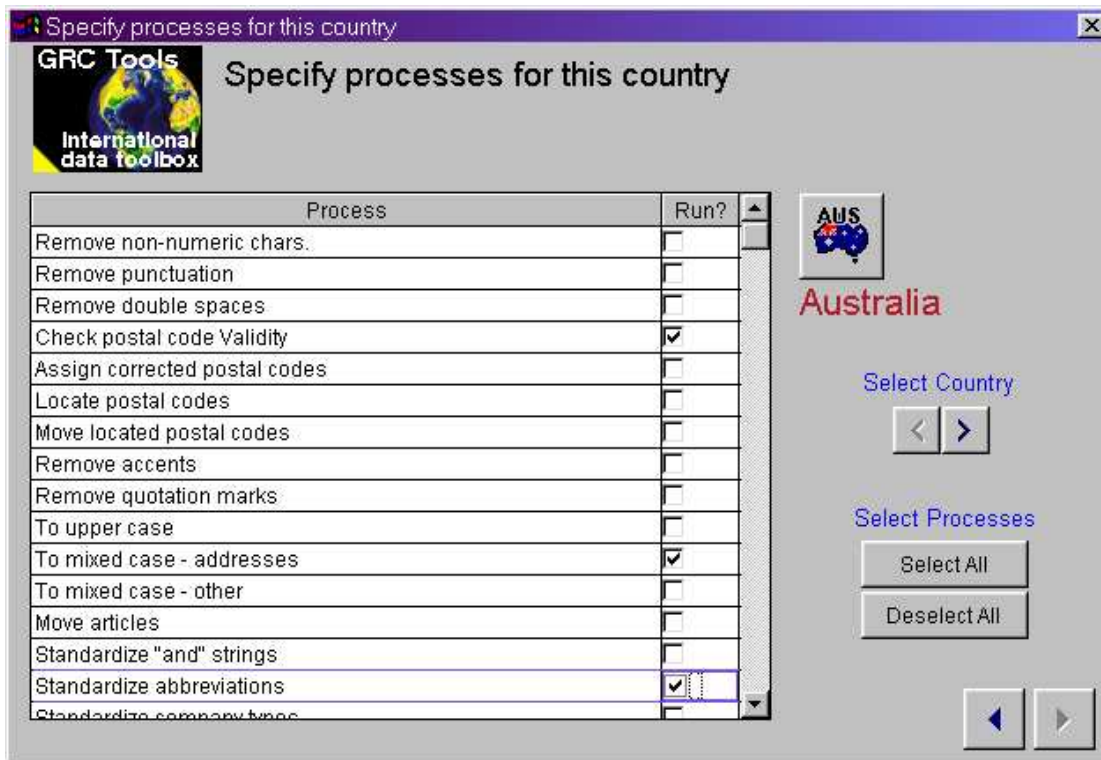 Specify processes for this country
GRC Tools
International
data toolbox
Specify processes for this country
Process Run?
Remove non-numeric chars.
Remove punctuation
Remove double spaces
Check postal code Validity
Assign corrected postal codes
Locate postal codes
Move located postal codes
Remove accents
Remove quotation marks
To upper case
To mixed case - addresses
To mixed case - other
Move articles
Standardize "and" strings
Standardize abbreviations
Standardize company types
AUS
Australia
Select Country
< >
Select Processes
Select All
Deselect All